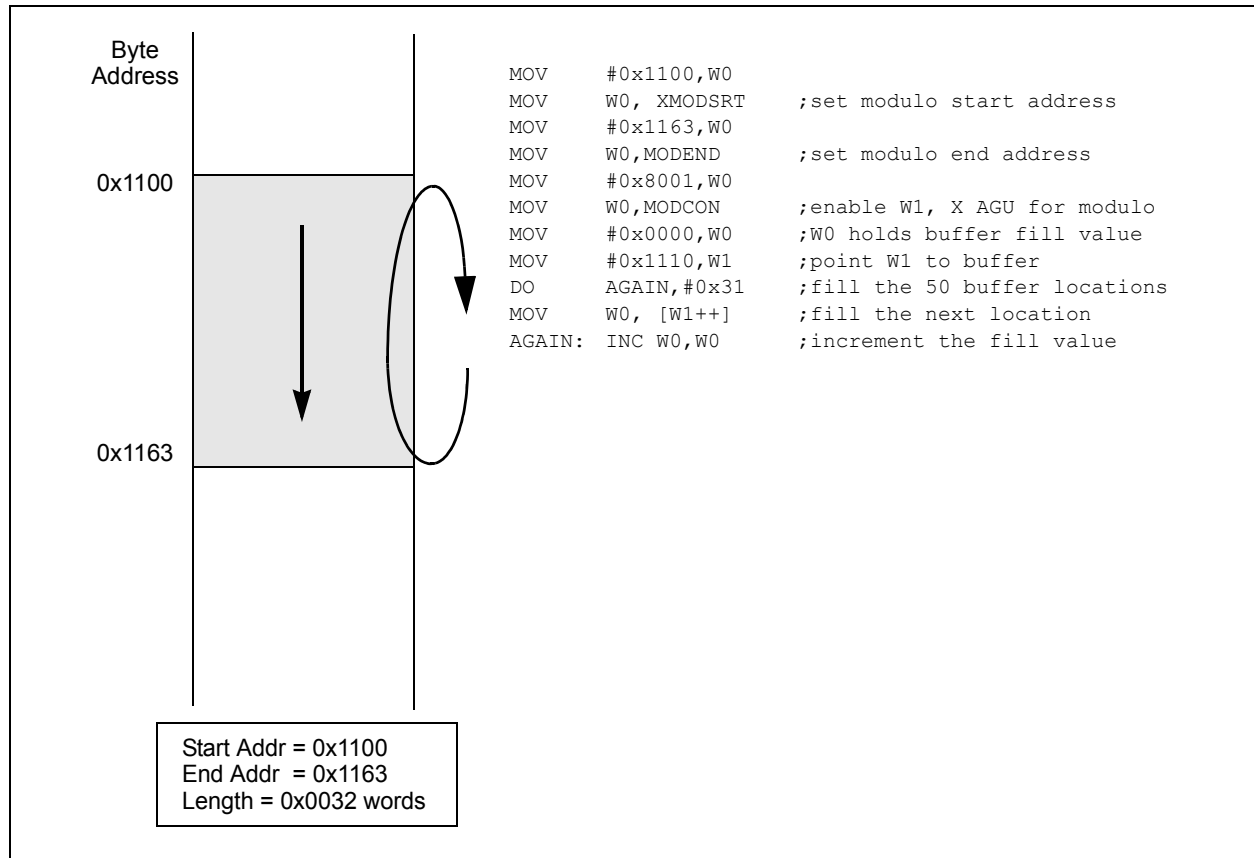 Byte
Address
0x1100
0x1163
MOV #0x1100,W0
MOV W0, XMODSRT ;set modulo start address
MOV #0x1163,W0
MOV W0,MODEND ;set modulo end address
MOV #0x8001,W0
MOV W0,MODCON ;enable W1, X AGU for modulo
MOV #0x0000,W0 ;W0 holds buffer fill value
MOV #0x1110,W1 ;point W1 to buffer
DO AGAIN,#0x31 ;fill the 50 buffer locations
MOV W0, [W1++] ;fill the next location
AGAIN: INC W0,W0 ;increment the fill value
Start Addr = 0x1100
End Addr = 0x1163
Length = 0x0032 words